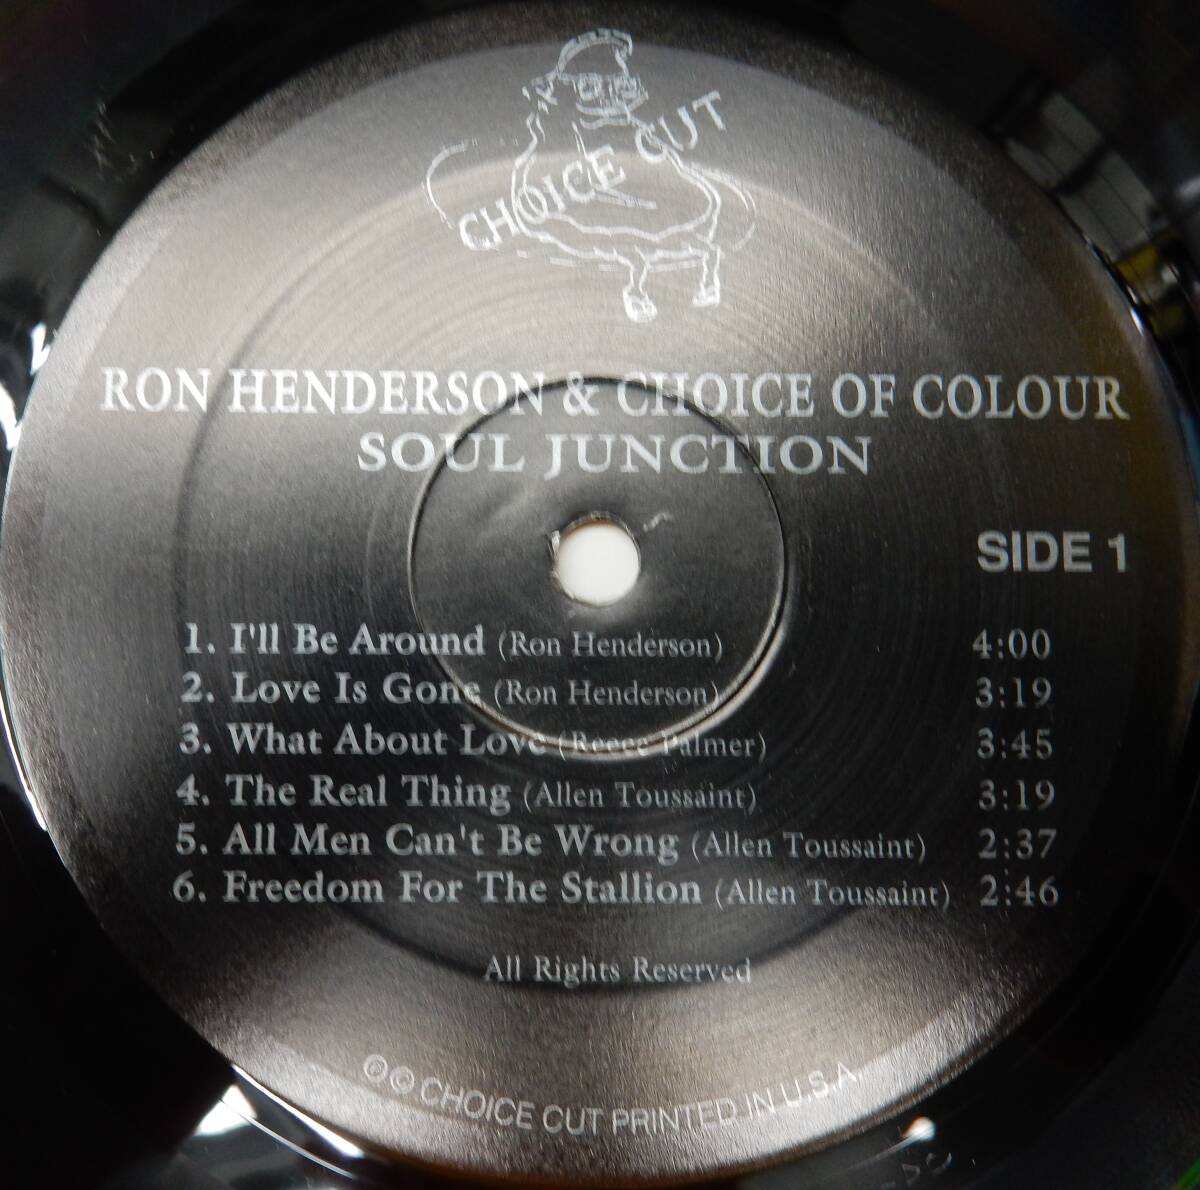 CHOICE CUT
RON HENDERSON & CHOICE OF COLOUR
SOUL JUNCTION
SIDE 1
1. I'll Be Around (Ron Henderson) 4:00
2. Love Is Gone (Ron Henderson) 3:19
3. What About Love (Reece Palmer) 3:45
4. The Real Thing (Allen Toussaint) 3:19
5. All Men Can't Be Wrong (Allen Toussaint) 2:37
6. Freedom For The Stallion (Allen Toussaint) 2:46
All Rights Reserved
℗ © CHOICE CUT PRINTED IN U.S.A.